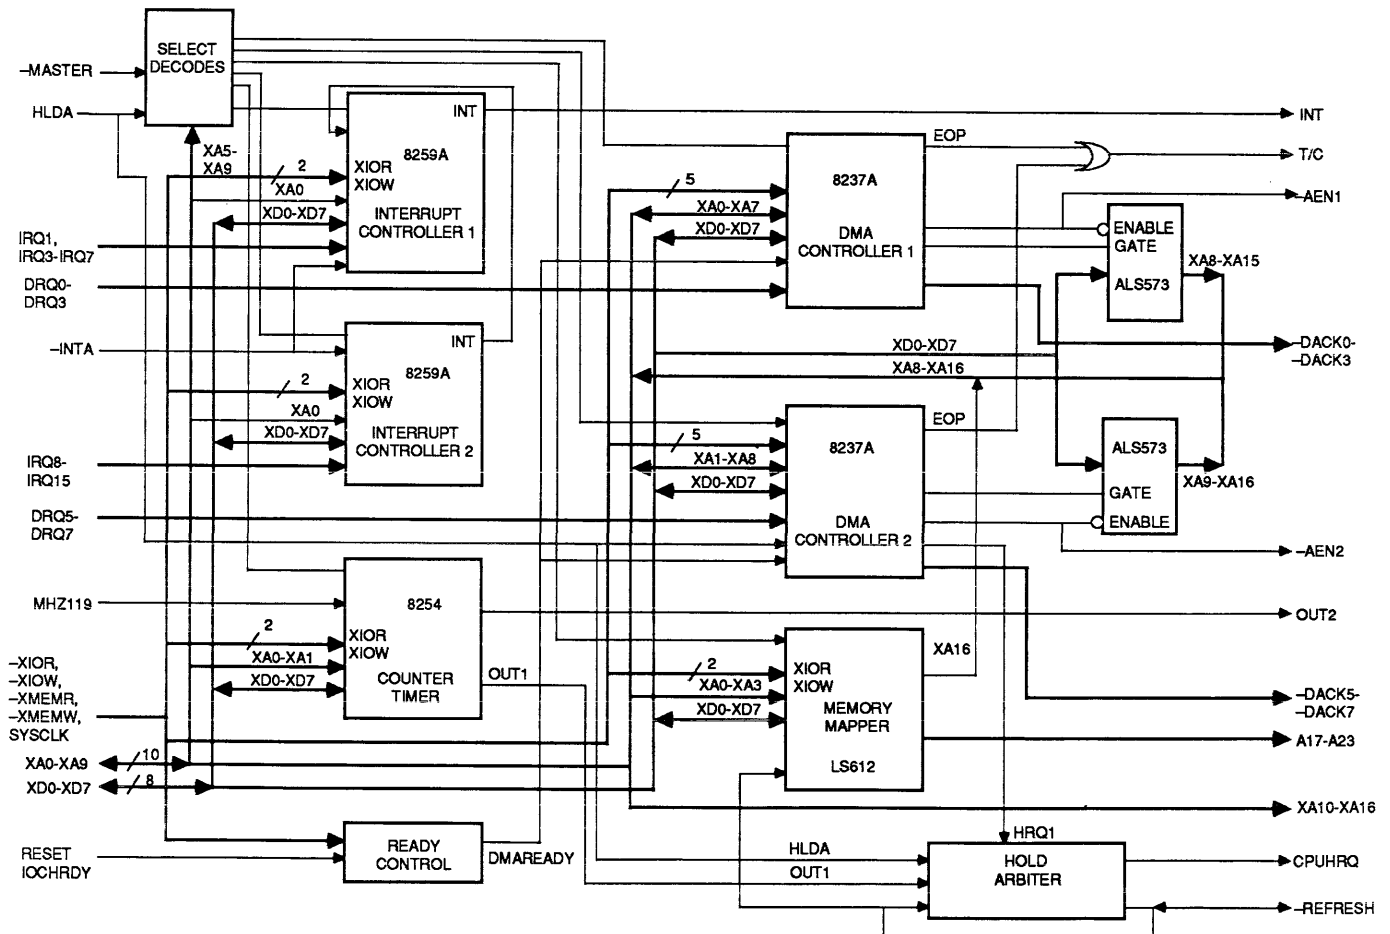 SELECT
DECODES
–MASTER
HLDA
XA5-
XA9
2
XIOR
XIOW
XA0
XD0-XD7
INT
8259A
INTERRUPT
CONTROLLER 1
IRQ1,
IRQ3-IRQ7
DRQ0-
DRQ3
–INTA
INT
8259A
2
XIOR
XIOW
XA0
XD0-XD7
INTERRUPT
CONTROLLER 2
IRQ8-
IRQ15
DRQ5-
DRQ7
MHZ119
8254
2
XIOR
XIOW
XA0-XA1
XD0-XD7
COUNTER
TIMER
OUT1
–XIOR,
–XIOW,
–XMEMR,
–XMEMW,
SYSCLK
XA0-XA9
10
XD0-XD7
8
RESET
IOCHRDY
READY
CONTROL
DMAREADY
5
XA0-XA7
XD0-XD7
8237A
DMA
CONTROLLER 1
EOP
INT
T/C
–AEN1
ENABLE
GATE
ALS573
XA8-XA15
XD0-XD7
XA8-XA16
–DACK0-
–DACK3
5
XA1-XA8
XD0-XD7
8237A
DMA
CONTROLLER 2
EOP
ALS573
GATE
ENABLE
XA9-XA16
–AEN2
OUT2
2
XA0-XA3
XD0-XD7
XIOR
XIOW
MEMORY
MAPPER
LS612
XA16
–DACK5-
–DACK7
A17-A23
XA10-XA16
HRQ1
HLDA
OUT1
HOLD
ARBITER
CPUHRQ
–REFRESH